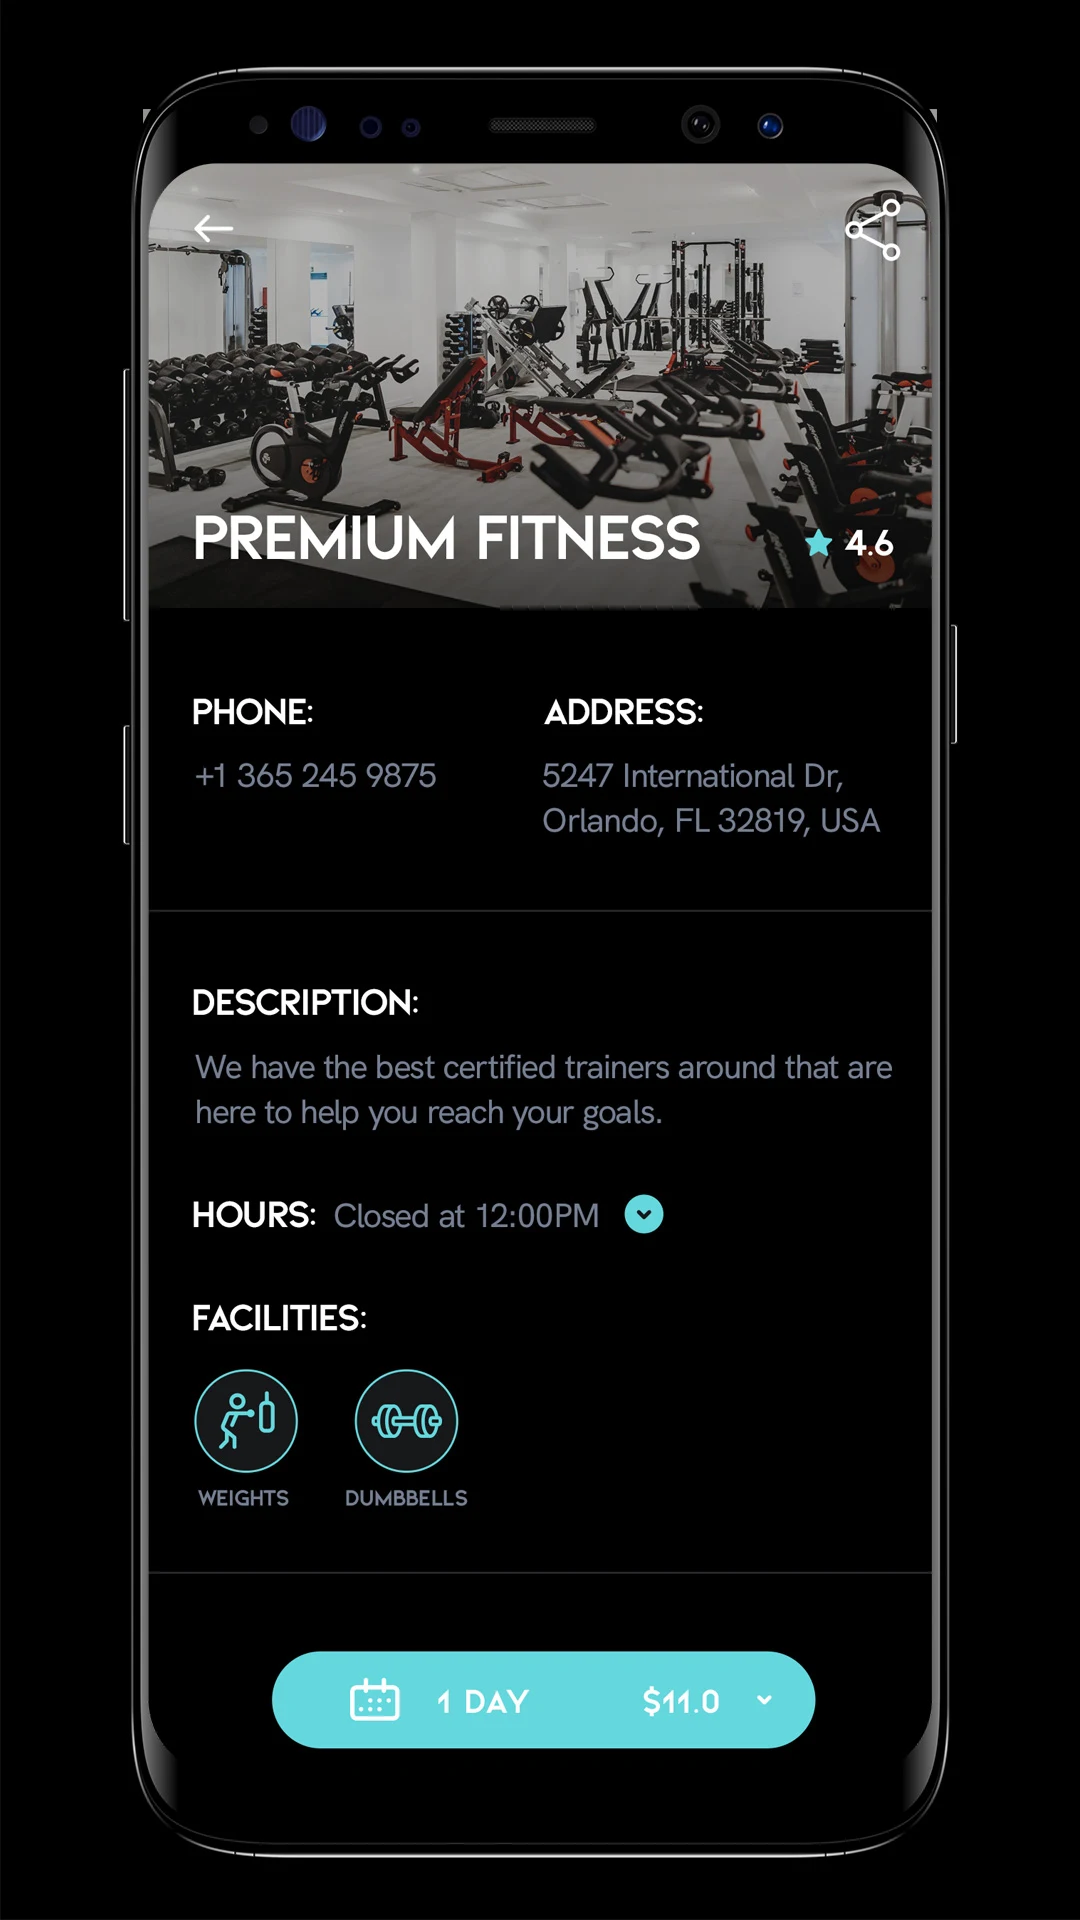 PREMIUM FITNESS
4.6
PHONE:
+1 365 245 9875
ADDRESS:
5247 International Dr,
Orlando, FL 32819, USA
DESCRIPTION:
We have the best certified trainers around that are
here to help you reach your goals.
HOURS: Closed at 12:00PM
FACILITIES:
WEIGHTS
DUMBBELLS
1 DAY $11.0